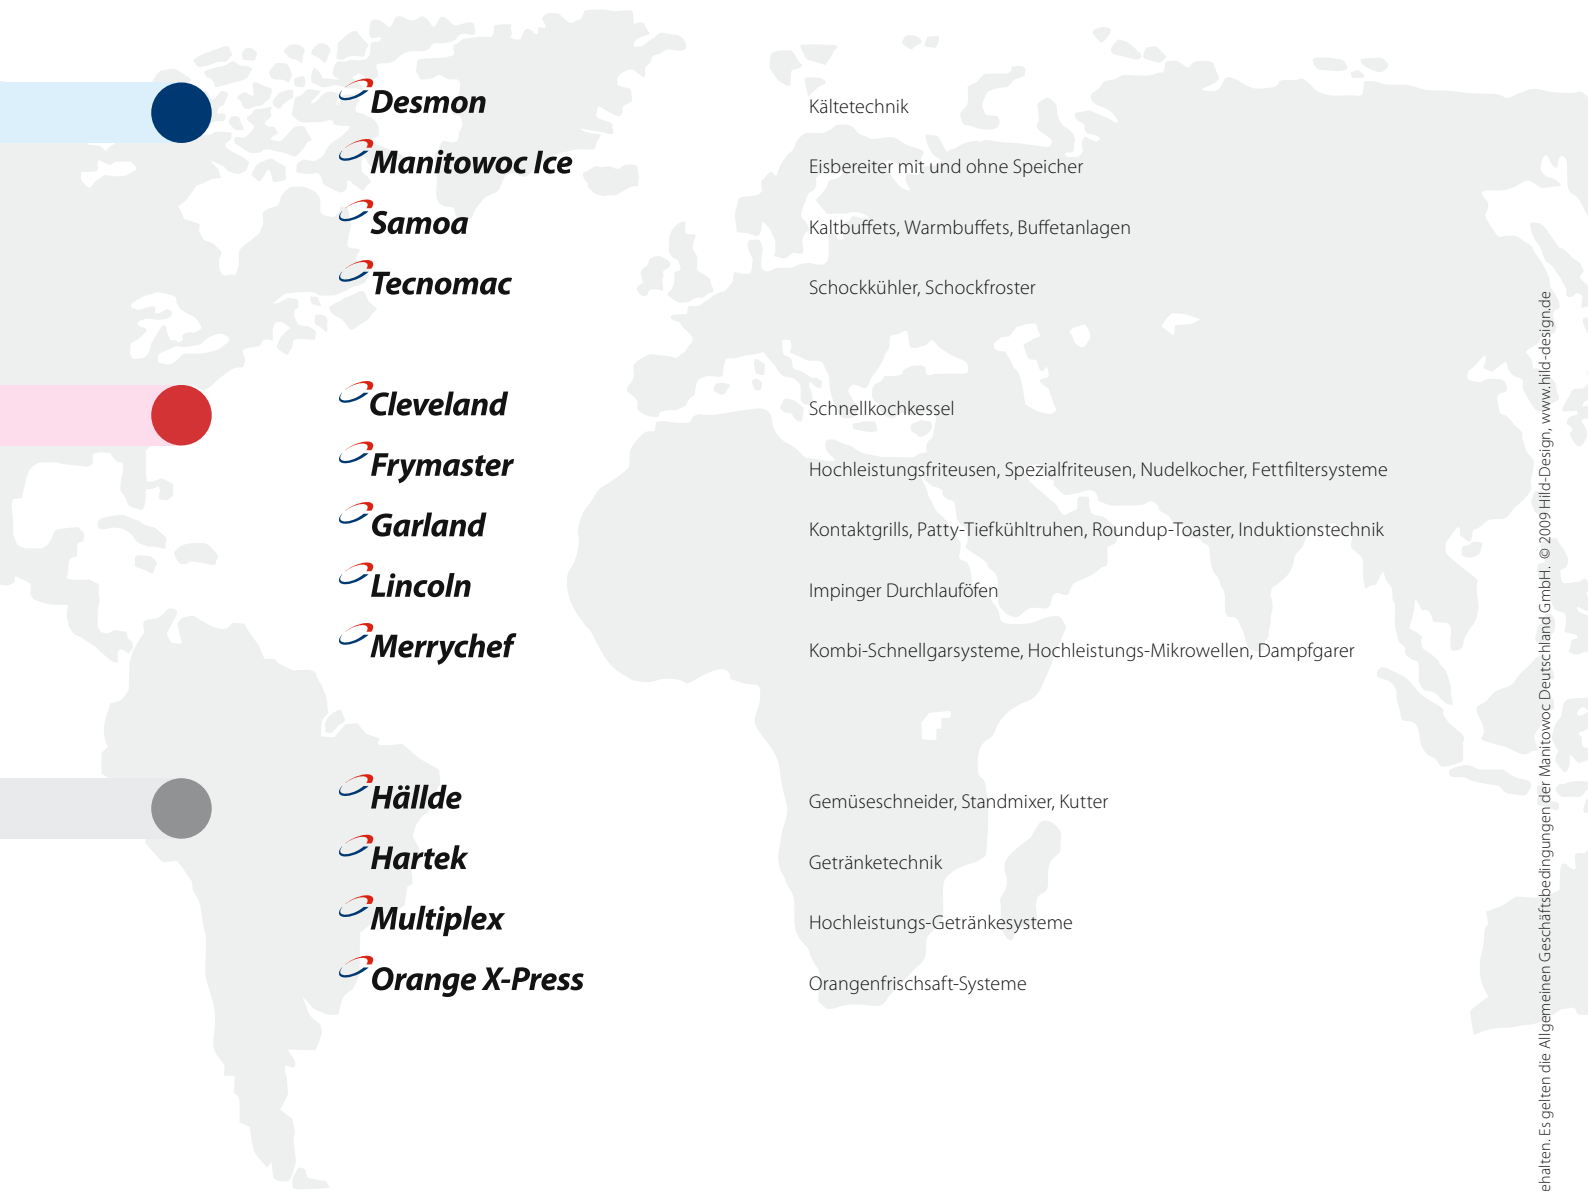 Desmon Kältetechnik
Manitowoc Ice Eisbereiter mit und ohne Speicher
Samoa Kaltbuffets, Warmbuffets, Buffetanlagen
Tecnomac Schockkühler, Schockfroster
Cleveland Schnellkochkessel
Frymaster Hochleistungsfriteusen, Spezialfriteusen, Nudelkocher, Fettfiltersysteme
Garland Kontaktgrills, Patty-Tiefkühltruhen, Roundup-Toaster, Induktionstechnik
Lincoln Impinger Durchlauföfen
Merrychef Kombi-Schnellgarsysteme, Hochleistungs-Mikrowellen, Dampfgarer
Hällde Gemüseschneider, Standmixer, Kutter
Hartek Getränketechnik
Multiplex Hochleistungs-Getränkesysteme
Orange X-Press Orangenfrischsaft-Systeme
ehalten. Es gelten die Allgemeinen Geschäftsbedingungen der Manitowoc Deutschland GmbH. © 2009 Hild-Design, www.hild-design.de